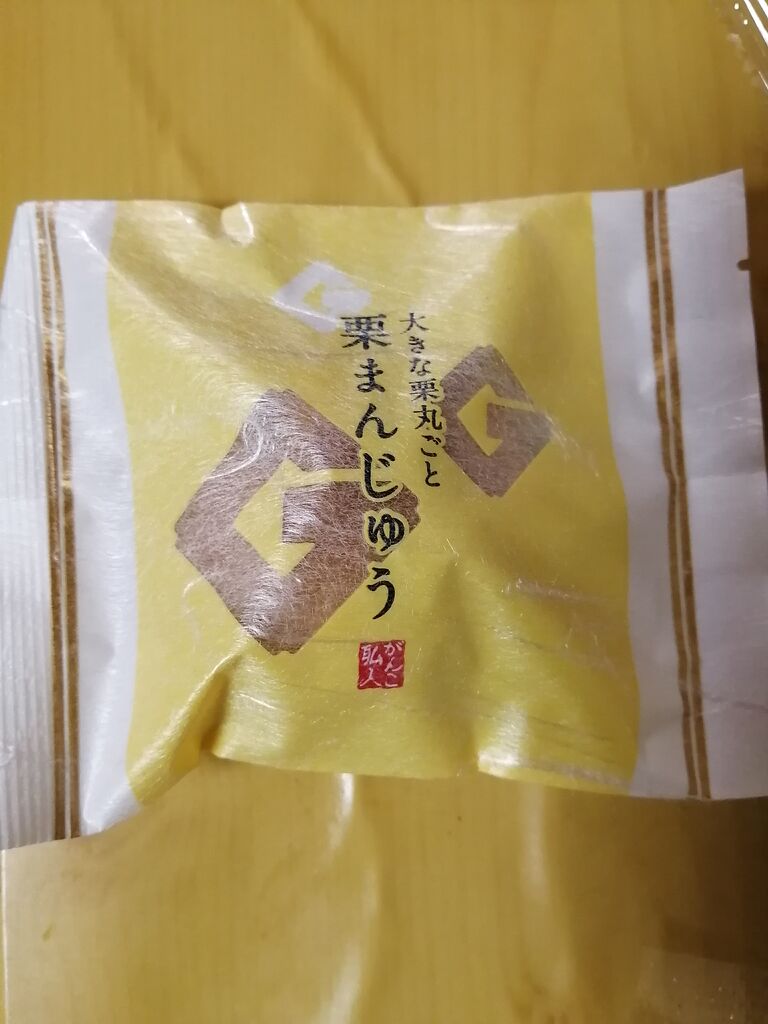 大きな栗丸ごと
栗まんじゅう
がんこ
職人